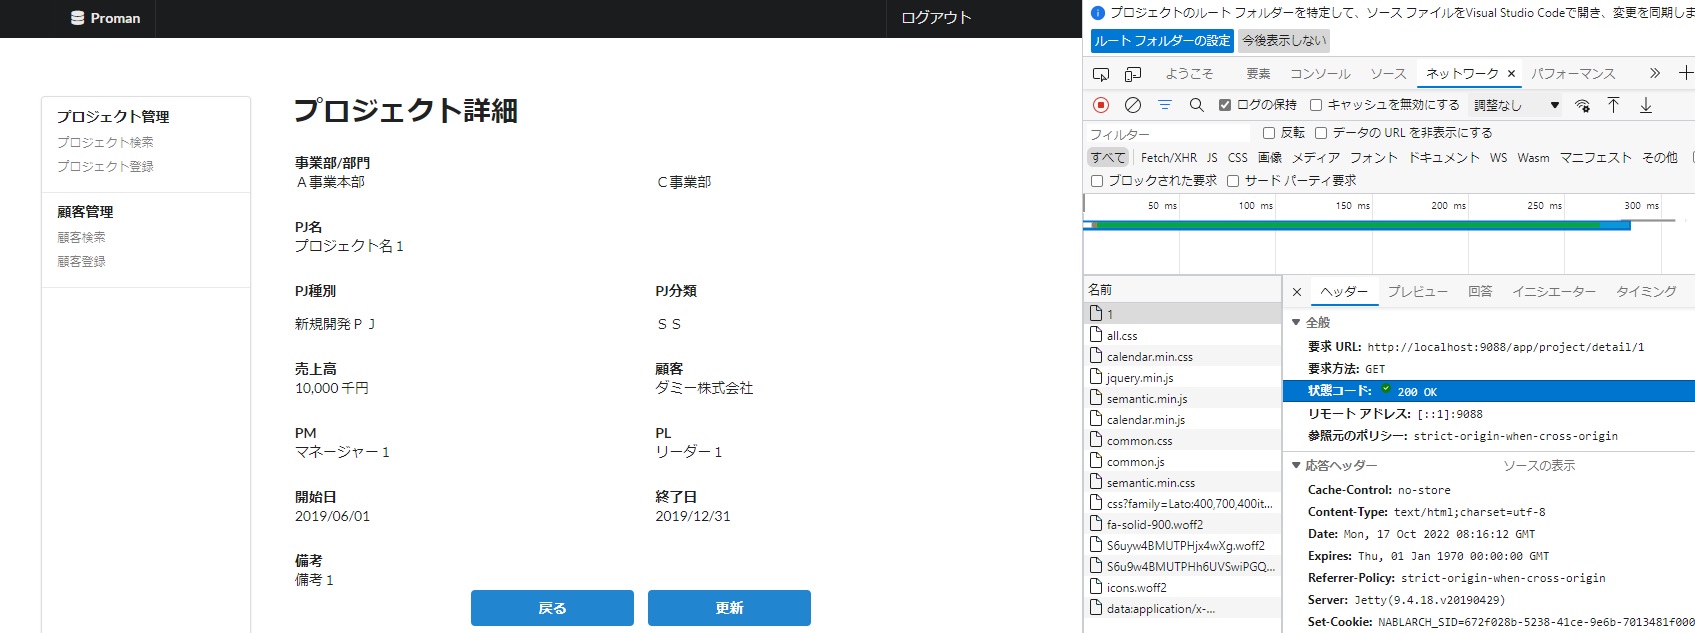 Proman
ログアウト
プロジェクト管理
プロジェクト検索
プロジェクト登録
顧客管理
顧客検索
顧客登録
プロジェクト詳細
事業部/部門
Ａ事業本部
Ｃ事業部
PJ名
プロジェクト名１
PJ種別
PJ分類
新規開発ＰＪ
ＳＳ
売上高
顧客
10,000 千円
ダミー株式会社
PM
PL
マネージャー１
リーダー１
開始日
終了日
2019/06/01
2019/12/31
備考
備考１
戻る
更新
プロジェクトのルート フォルダーを特定して、ソース ファイルをVisual Studio Codeで開き、変更を同期しま
ルート フォルダーの設定 今後表示しない
ようこそ 要素 コンソール ソース ネットワーク × パフォーマンス
ログの保持 キャッシュを無効にする 調整なし
フィルター 反転 データの URL を非表示にする
すべて Fetch/XHR JS CSS 画像 メディア フォント ドキュメント WS Wasm マニフェスト その他
ブロックされた要求 サード パーティ要求
50 ms 100 ms 150 ms 200 ms 250 ms 300 ms
名前
1
all.css
calendar.min.css
jquery.min.js
semantic.min.js
calendar.min.js
common.css
common.js
semantic.min.css
css?family=Lato:400,700,400it...
fa-solid-900.woff2
S6uyw4BMUTPHjx4wXg.woff2
S6u9w4BMUTPHh6UVSwiPGQ...
icons.woff2
data:application/x-...
× ヘッダー プレビュー 回答 イニシエーター タイミング
全般
要求 URL: http://localhost:9088/app/project/detail/1
要求方法: GET
状態コード: 200 OK
リモート アドレス: [::1]:9088
参照元のポリシー: strict-origin-when-cross-origin
応答ヘッダー ソースの表示
Cache-Control: no-store
Content-Type: text/html;charset=utf-8
Date: Mon, 17 Oct 2022 08:16:12 GMT
Expires: Thu, 01 Jan 1970 00:00:00 GMT
Referrer-Policy: strict-origin-when-cross-origin
Server: Jetty(9.4.18.v20190429)
Set-Cookie: NABLARCH_SID=672f028b-5238-41ce-9e6b-7013481f000